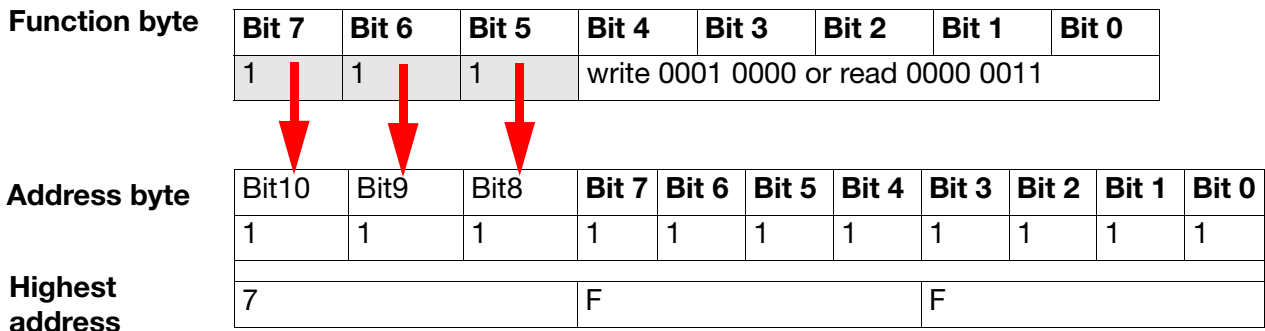 Function byte Bit 7 Bit 6 Bit 5 Bit 4 Bit 3 Bit 2 Bit 1 Bit 0
1 1 1 write 0001 0000 or read 0000 0011
Address byte Bit10 Bit9 Bit8 Bit 7 Bit 6 Bit 5 Bit 4 Bit 3 Bit 2 Bit 1 Bit 0
1 1 1 1 1 1 1 1 1 1 1
Highest
address 7 F F